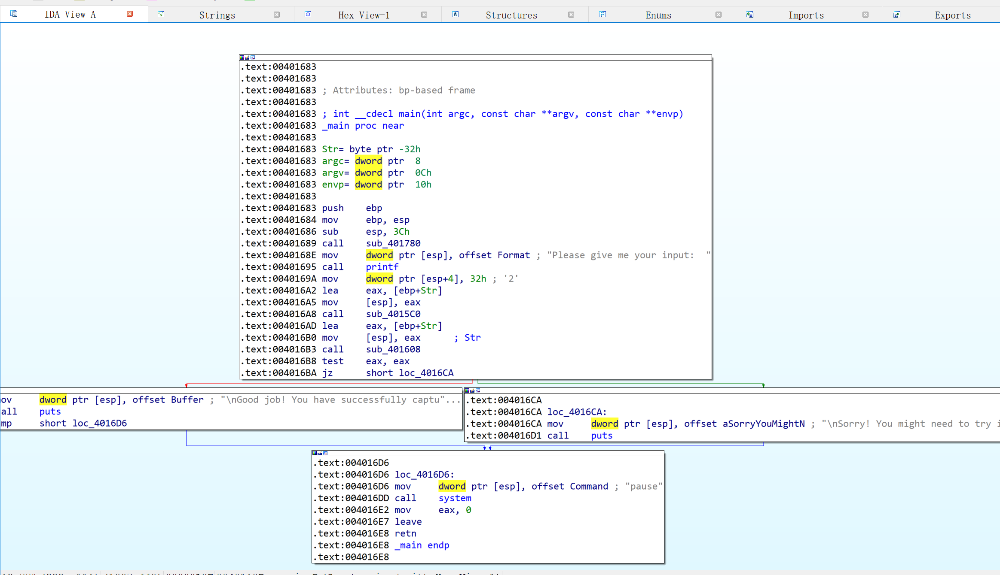 IDA View-A
Strings
Hex View-1
Structures
Enums
Imports
Exports
.text:00401683
.text:00401683
.text:00401683 ; Attributes: bp-based frame
.text:00401683
.text:00401683 ; int __cdecl main(int argc, const char **argv, const char **envp)
.text:00401683 _main proc near
.text:00401683
.text:00401683 Str= byte ptr -32h
.text:00401683 argc= dword ptr  8
.text:00401683 argv= dword ptr  0Ch
.text:00401683 envp= dword ptr  10h
.text:00401683
.text:00401683 push    ebp
.text:00401684 mov     ebp, esp
.text:00401686 sub     esp, 3Ch
.text:00401689 call    sub_401780
.text:0040168E mov     dword ptr [esp], offset Format ; "Please give me your input:  "
.text:00401695 call    printf
.text:0040169A mov     dword ptr [esp+4], 32h ; '2'
.text:004016A2 lea     eax, [ebp+Str]
.text:004016A5 mov     [esp], eax
.text:004016A8 call    sub_4015C0
.text:004016AD lea     eax, [ebp+Str]
.text:004016B0 mov     [esp], eax      ; Str
.text:004016B3 call    sub_401608
.text:004016B8 test    eax, eax
.text:004016BA jz      short loc_4016CA
ov     dword ptr [esp], offset Buffer ; "\nGood job! You have successfully captu"...
all    puts
mp     short loc_4016D6
.text:004016CA
.text:004016CA loc_4016CA:
.text:004016CA mov     dword ptr [esp], offset aSorryYouMightN ; "\nSorry! You might need to try i
.text:004016D1 call    puts
.text:004016D6
.text:004016D6 loc_4016D6:
.text:004016D6 mov     dword ptr [esp], offset Command ; "pause"
.text:004016DD call    system
.text:004016E2 mov     eax, 0
.text:004016E7 leave
.text:004016E8 retn
.text:004016E8 _main endp
.text:004016E8